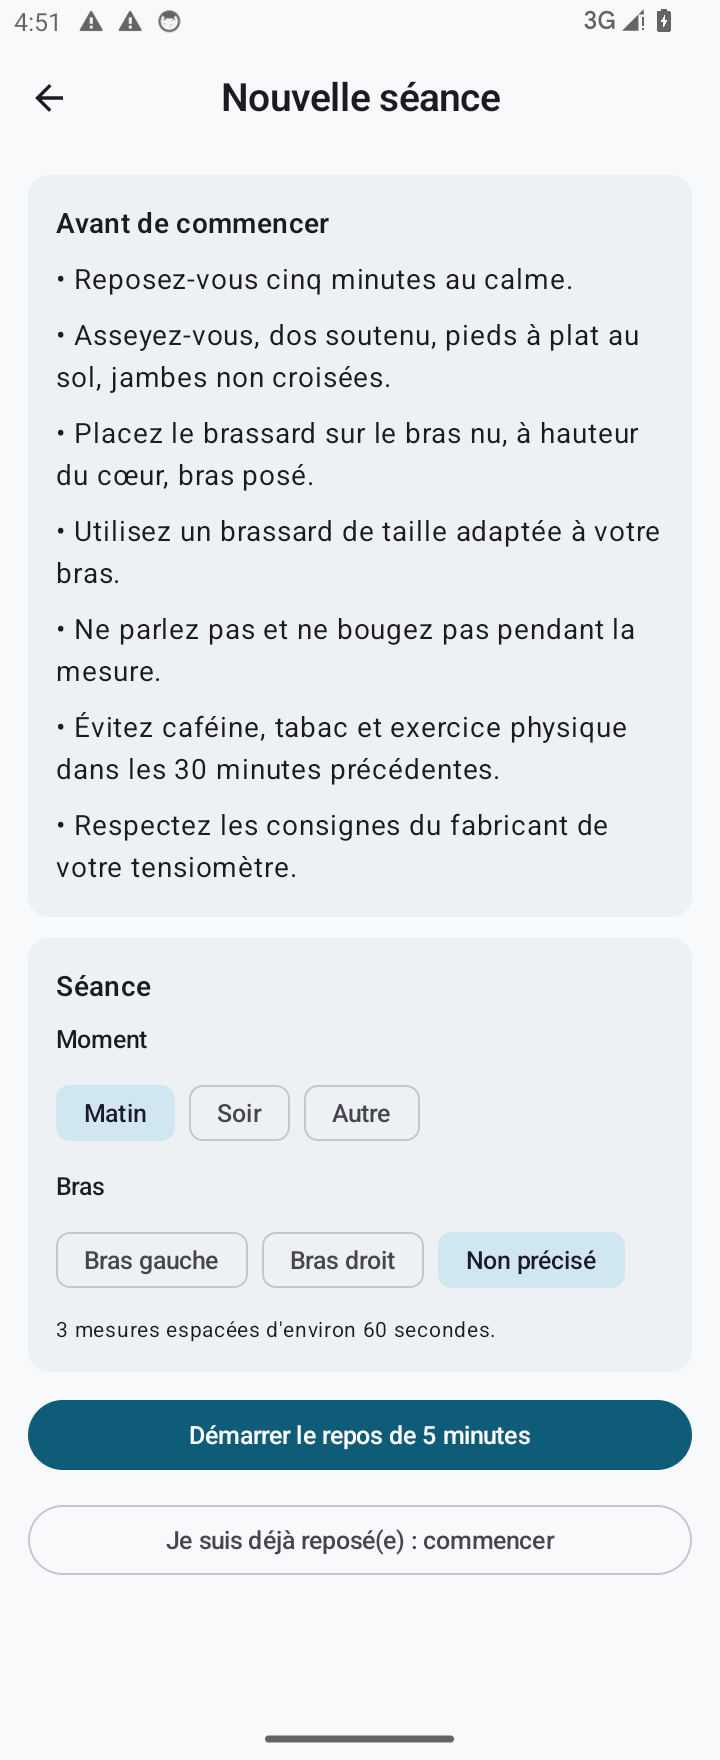 4:51
3G
Nouvelle séance
Avant de commencer
• Reposez-vous cinq minutes au calme.
• Asseyez-vous, dos soutenu, pieds à plat au
sol, jambes non croisées.
• Placez le brassard sur le bras nu, à hauteur
du cœur, bras posé.
• Utilisez un brassard de taille adaptée à votre
bras.
• Ne parlez pas et ne bougez pas pendant la
mesure.
• Évitez caféine, tabac et exercice physique
dans les 30 minutes précédentes.
• Respectez les consignes du fabricant de
votre tensiomètre.
Séance
Moment
Matin Soir Autre
Bras
Bras gauche Bras droit Non précisé
3 mesures espacées d'environ 60 secondes.
Démarrer le repos de 5 minutes
Je suis déjà reposé(e) : commencer